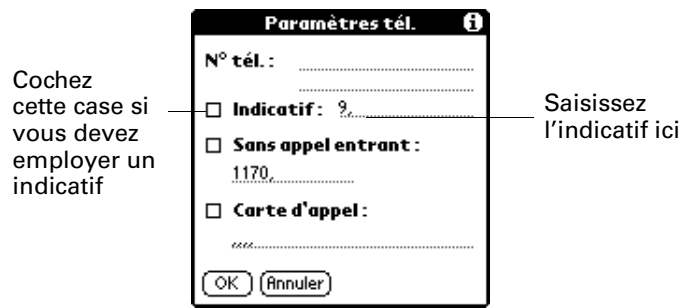 Paramètres tél.
N° tél. :
Cochez
cette case si
vous devez
employer un
indicatif
Indicatif : 9,
Saisissez
l'indicatif ici
Sans appel entrant :
1170,
Carte d'appel :
,,,,
OK Annuler